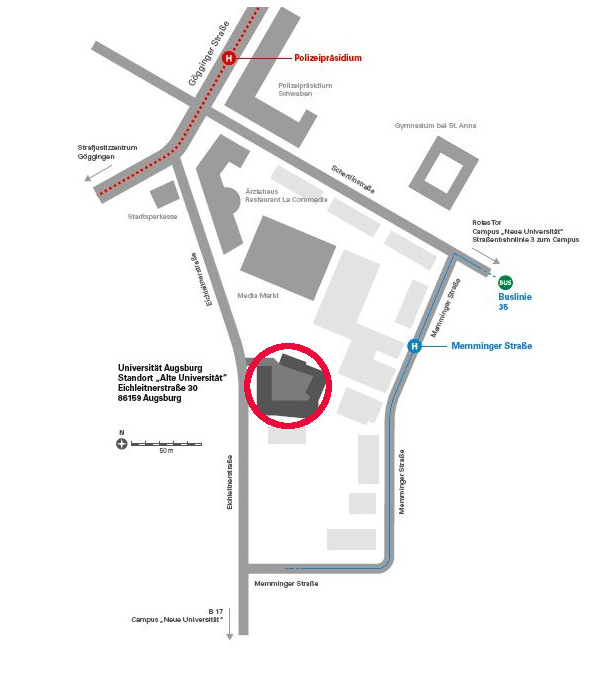 Gögginger Straße
H
Polizeipräsidium
Polizeipräsidium
Schwaben
Gymnasium bei St. Anna
Strafjustizzentrum
Göggingen
Schertlinstraße
Ärztehaus
Restaurant La Commedia
Stadtsparkasse
Rotes Tor
Campus „Neue Universität“
Straßenbahnlinie 3 zum Campus
Eichleitnerstraße
BUS
Buslinie
35
Memminger Straße
Media Markt
H
Memminger Straße
Universität Augsburg
Standort „Alte Universität“
Eichleitnerstraße 30
86159 Augsburg
N
50 m
Eichleitnerstraße
Memminger Straße
Memminger Straße
B 17
Campus „Neue Universität“